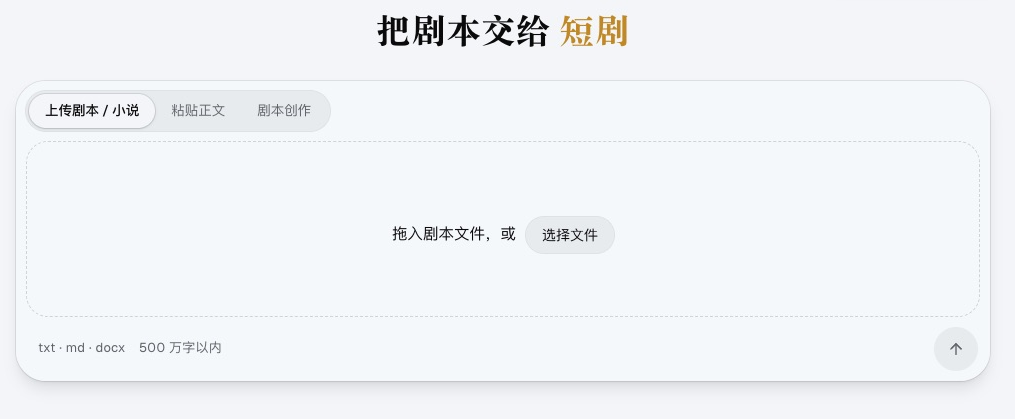 把剧本交给 短剧
上传剧本 / 小说 粘贴正文 剧本创作
拖入剧本文件，或 选择文件
txt · md · docx 500 万字以内